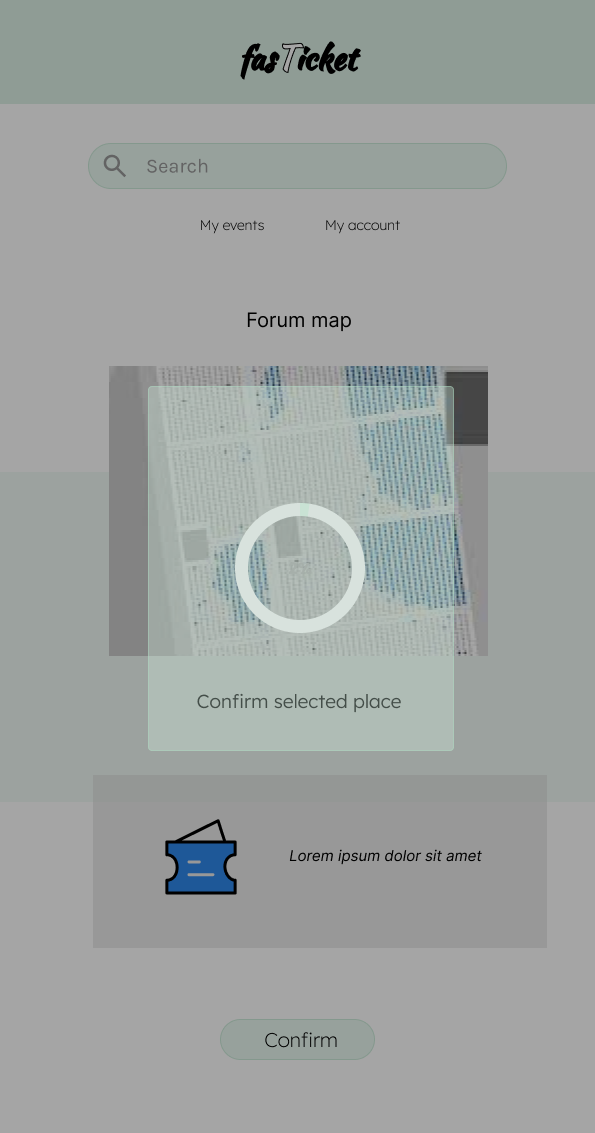 fasTicket
Search
My events
My account
Forum map
Confirm selected place
Lorem ipsum dolor sit amet
Confirm